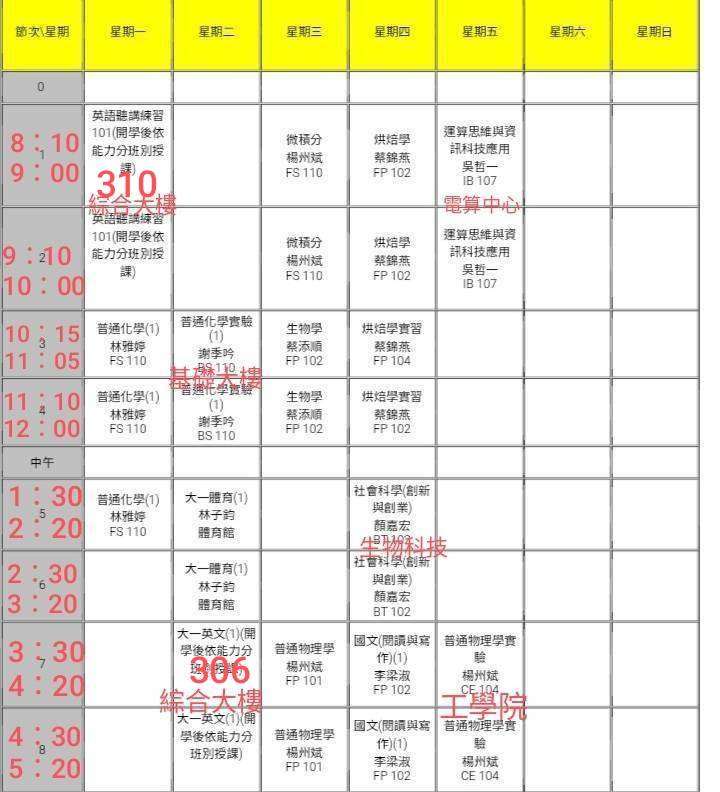 節次\星期
星期一
星期二
星期三
星期四
星期五
星期六
星期日
0
1
8：10
9：00
英語聽講練習
101(開學後依
能力分班別授
課)
310
綜合大樓
微積分
楊州斌
FS 110
烘焙學
蔡錦燕
FP 102
運算思維與資
訊科技應用
吳哲一
IB 107
電算中心
2
9：10
10：00
英語聽講練習
101(開學後依
能力分班別授
課)
微積分
楊州斌
FS 110
烘焙學
蔡錦燕
FP 102
運算思維與資
訊科技應用
吳哲一
IB 107
3
10：15
11：05
普通化學(1)
林雅婷
FS 110
普通化學實驗
(1)
謝季吟
BS 110
基礎大樓
生物學
蔡添順
FP 102
烘焙學實習
蔡錦燕
FP 104
4
11：10
12：00
普通化學(1)
林雅婷
FS 110
普通化學實驗
(1)
謝季吟
BS 110
生物學
蔡添順
FP 102
烘焙學實習
蔡錦燕
FP 104
中午
5
1：30
2：20
普通化學(1)
林雅婷
FS 110
大一體育(1)
林子鈞
體育館
社會科學(創新
與創業)
顏嘉宏
BT 102
生物科技
6
2：30
3：20
大一體育(1)
林子鈞
體育館
社會科學(創新
與創業)
顏嘉宏
BT 102
7
3：30
4：20
大一英文(1)(開
學後依能力分
班別授課)
306
綜合大樓
普通物理學
楊州斌
FP 101
國文(閱讀與寫
作)(1)
李梁淑
FP 102
普通物理學實
驗
楊州斌
CE 104
工學院
8
4：30
5：20
大一英文(1)(開
學後依能力分
班別授課)
普通物理學
楊州斌
FP 101
國文(閱讀與寫
作)(1)
李梁淑
FP 102
普通物理學實
驗
楊州斌
CE 104